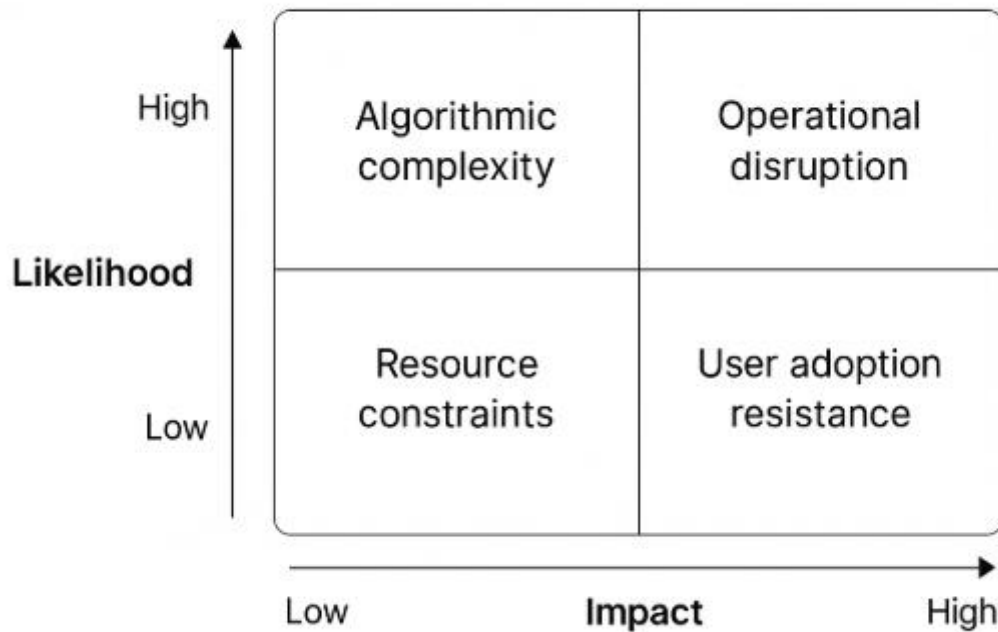 High
Algorithmic
complexity
Operational
disruption
Likelihood
Resource
constraints
User adoption
resistance
Low
Low
Impact
High